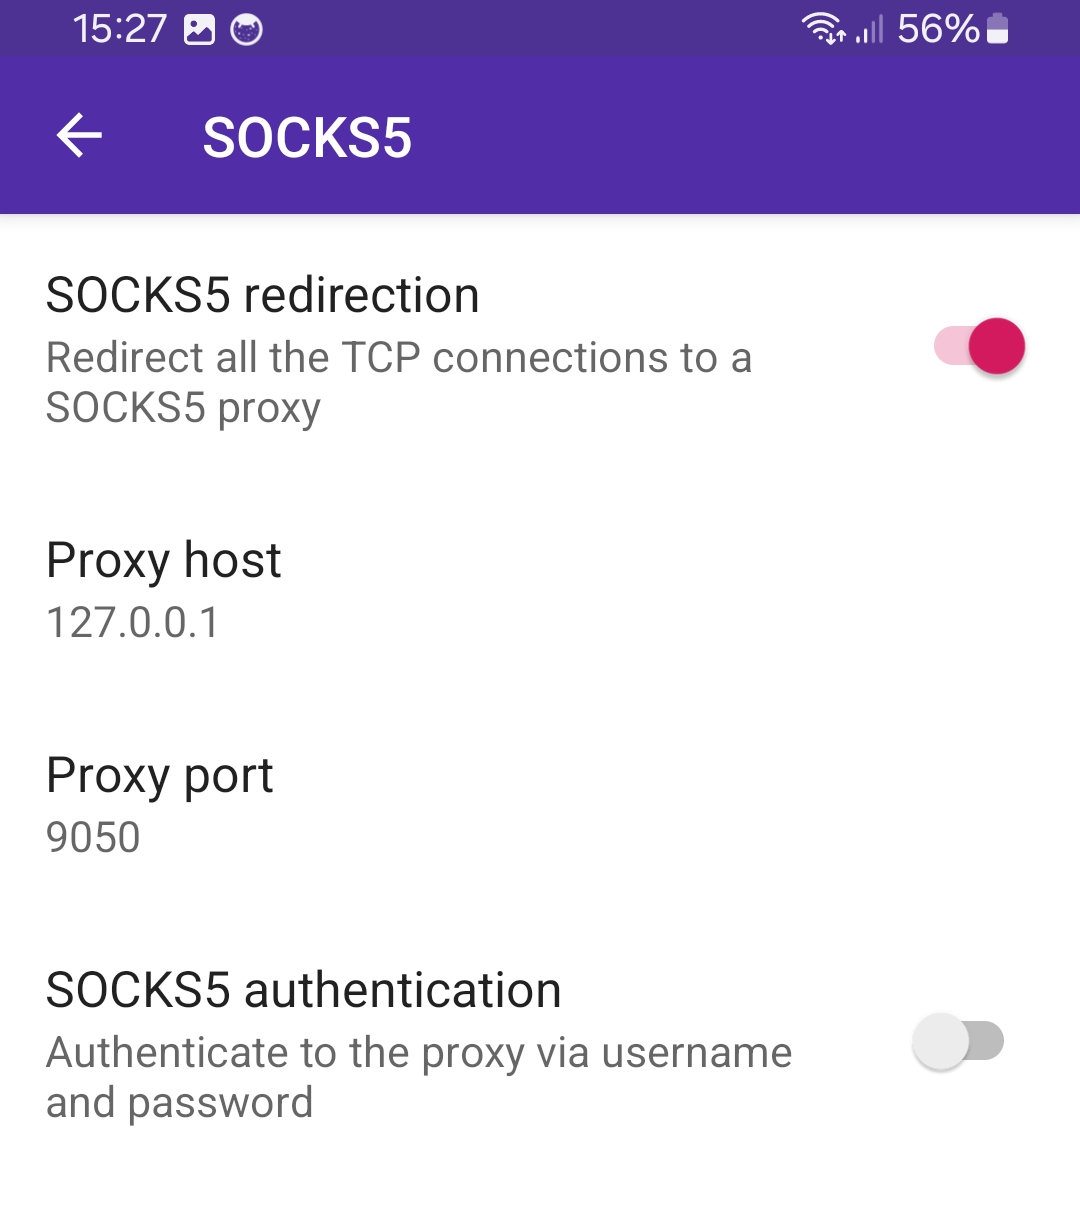 15:27 56%
SOCKS5
SOCKS5 redirection
Redirect all the TCP connections to a
SOCKS5 proxy
Proxy host
127.0.0.1
Proxy port
9050
SOCKS5 authentication
Authenticate to the proxy via username
and password